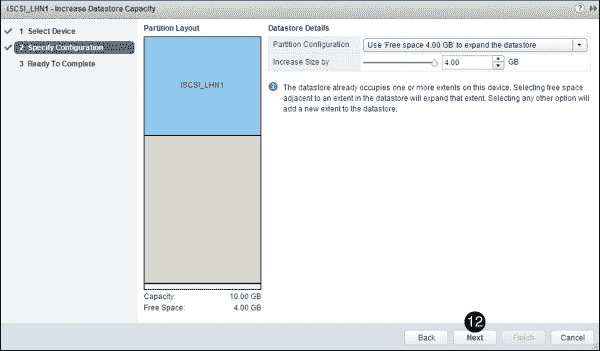 iSCSI_LHN1 - Increase Datastore Capacity
1 Select Device
2 Specify Configuration
3 Ready To Complete
Partition Layout
ISCSI_LHN1
Capacity: 10.00 GB
Free Space: 4.00 GB
Datastore Details
Partition Configuration Use 'Free space 4.00 GB' to expand the datastore
Increase Size by 4.00 GB
The datastore already occupies one or more extents on this device. Selecting free space
adjacent to an extent in the datastore will expand that extent. Selecting any other option will
add a new extent to the datastore.
12
Back Next Finish Cancel